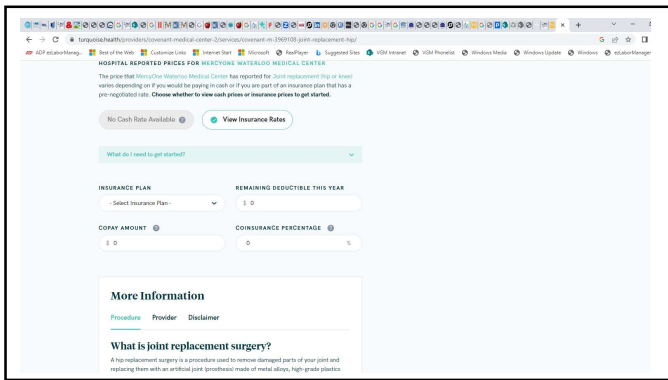 turquoise.health/providers/covenant-medical-center-2/services/covenant-m-3969108-joint-replacement-hip/
ADP ezLaborManag... Best of the Web Customize Links Internet Start Microsoft RealPlayer Suggested Sites VGM Intranet VGM Phonelist Windows Media Windows Update Windows ezLaborManager
HOSPITAL REPORTED PRICES FOR MERCYONE WATERLOO MEDICAL CENTER
The price that MercyOne Waterloo Medical Center has reported for Joint replacement (hip or knee)
varies depending on if you would be paying in cash or if you are part of an insurance plan that has a
pre-negotiated rate. Choose whether to view cash prices or insurance prices to get started.
No Cash Rate Available ? View Insurance Rates
What do I need to get started?
INSURANCE PLAN REMAINING DEDUCTIBLE THIS YEAR
- Select Insurance Plan - $ 0
COPAY AMOUNT ? COINSURANCE PERCENTAGE ?
$ 0 0 %
More Information
Procedure Provider Disclaimer
What is joint replacement surgery?
A hip replacement surgery is a procedure used to remove damaged parts of your joint and
replacing them with an artificial joint (prosthesis) made of metal alloys, high-grade plastics